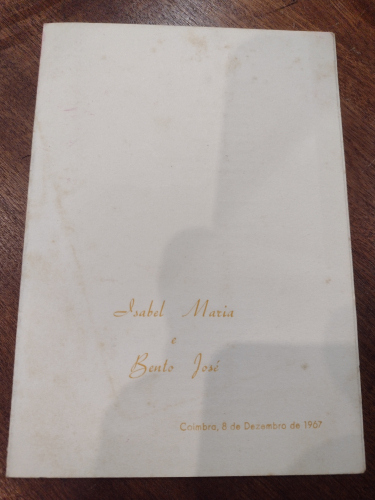 Isabel Maria
e
Bento José
Coimbra, 8 de Dezembro de 1967